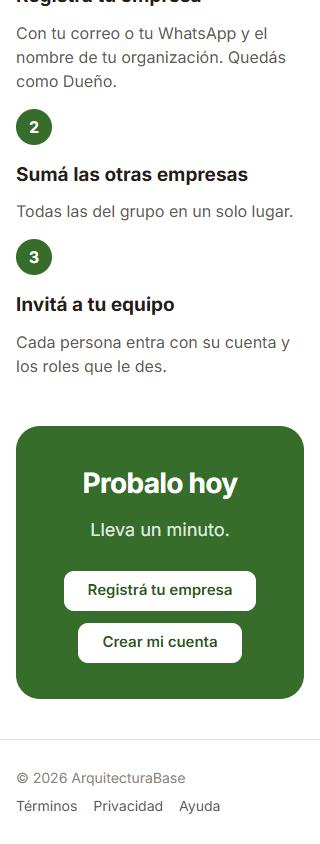 Registrá tu empresa
Con tu correo o tu WhatsApp y el
nombre de tu organización. Quedás
como Dueño.
2
Sumá las otras empresas
Todas las del grupo en un solo lugar.
3
Invitá a tu equipo
Cada persona entra con su cuenta y
los roles que le des.
Probalo hoy
Lleva un minuto.
Registrá tu empresa
Crear mi cuenta
© 2026 ArquitecturaBase
Términos Privacidad Ayuda